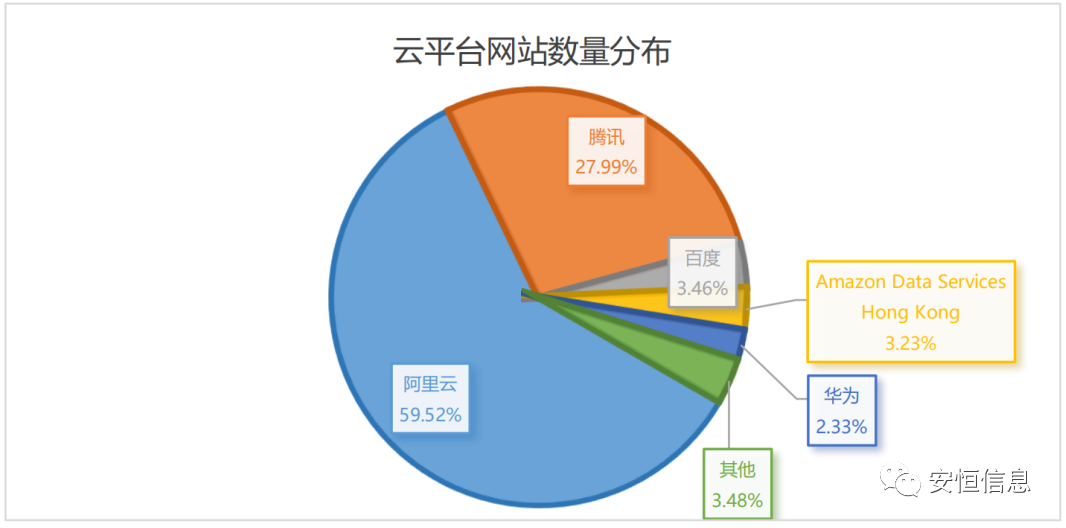 云平台网站数量分布
腾讯
27.99%
百度
3.46%
Amazon Data Services
Hong Kong
3.23%
阿里云
59.52%
华为
2.33%
其他
3.48%
安恒信息